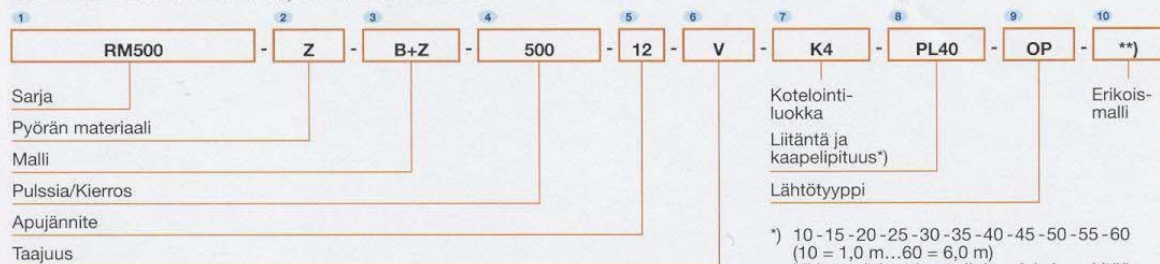 1 2 3 4 5 6 7 8 9 10
RM500 - Z - B+Z - 500 - 12 - V - K4 - PL40 - OP - **)
Sarja
Pyörän materiaali
Malli
Pulssia/Kierros
Apujännite
Taajuus
Kotelointi-
luokka
Liitäntä ja
kaapelipituus*)
Lähtötyyppi
Erikois-
malli
*) 10 -15 -20 -25 -30 -35 -40 -45 -50 -55 -60
(10 = 1,0 m...60 = 6,0 m)